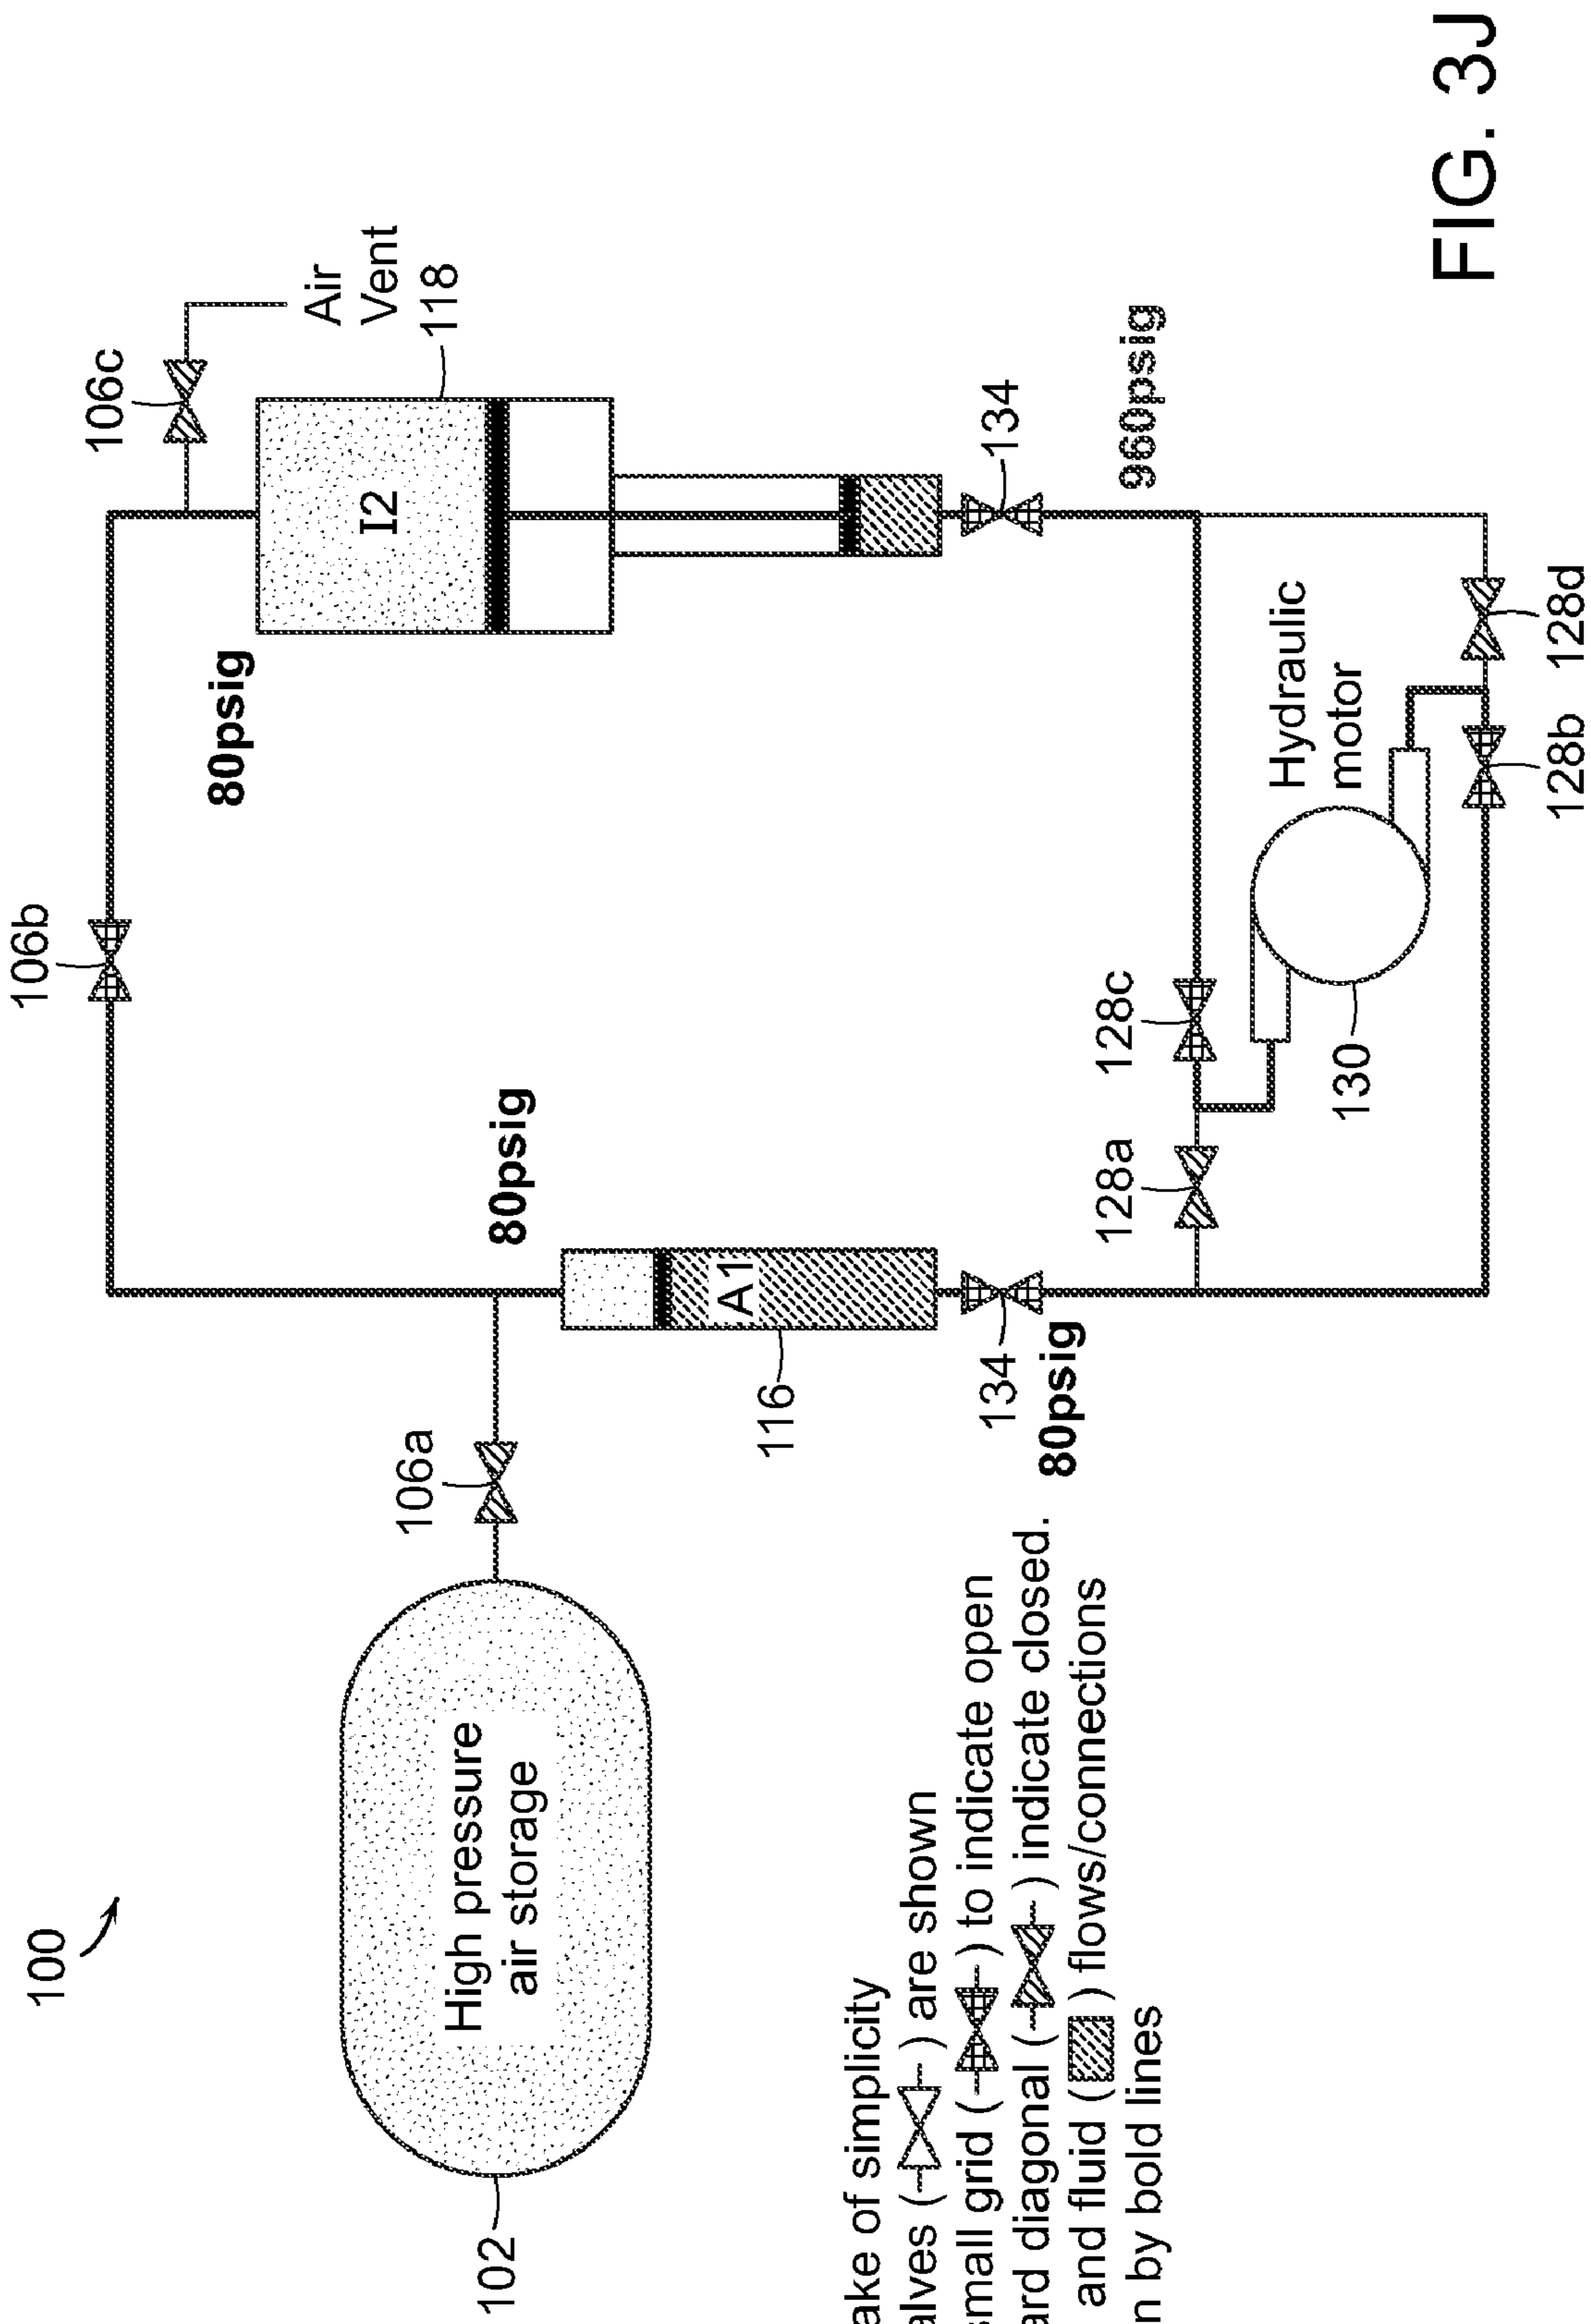 100
106b
106c
80psig
Air
Vent
118
I2
106a
80psig
High pressure
air storage
102
A1
116
ake of simplicity
alves ( ) are shown
small grid ( ) to indicate open
ard diagonal ( ) indicate closed.
and fluid ( ) flows/connections
n by bold lines
134
134
80psig
960psig
128a
128c
Hydraulic
motor
130
128b
128d
FIG. 3J